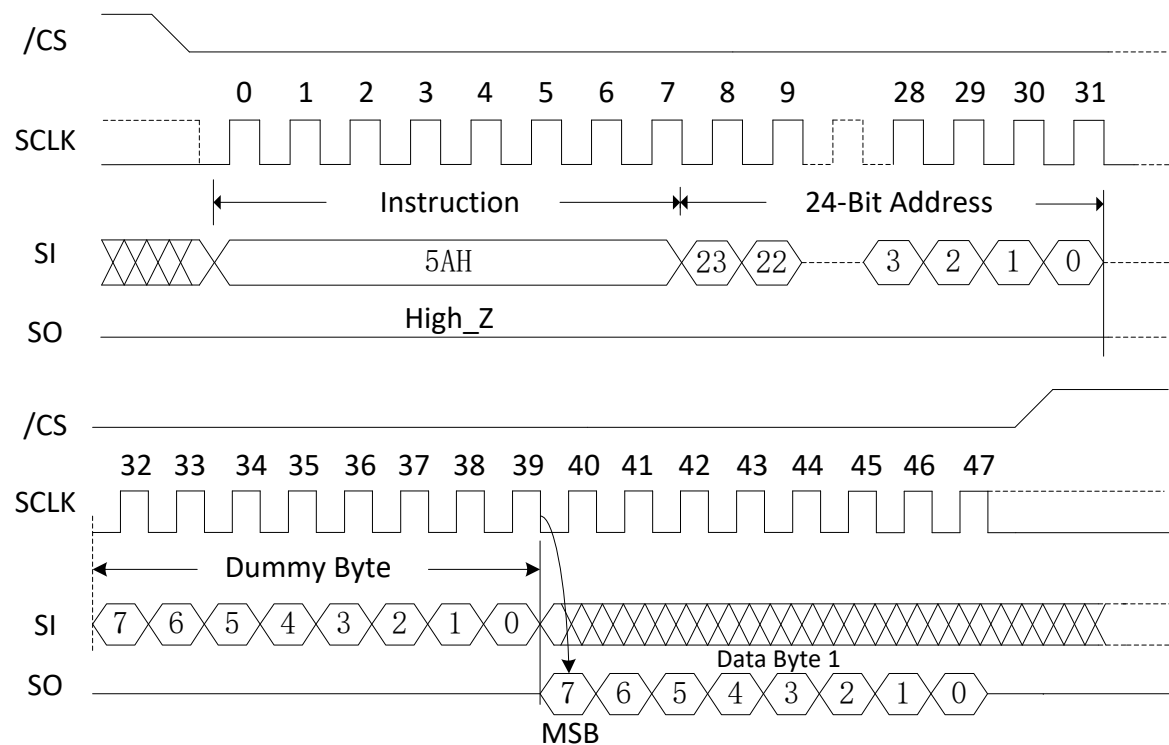 /CS
0 1 2 3 4 5 6 7 8 9 28 29 30 31
SCLK
Instruction 24-Bit Address
SI 5AH 23 22 3 2 1 0
High_Z
SO
/CS
32 33 34 35 36 37 38 39 40 41 42 43 44 45 46 47
SCLK
Dummy Byte
SI 7 6 5 4 3 2 1 0
Data Byte 1
SO 7 6 5 4 3 2 1 0
MSB